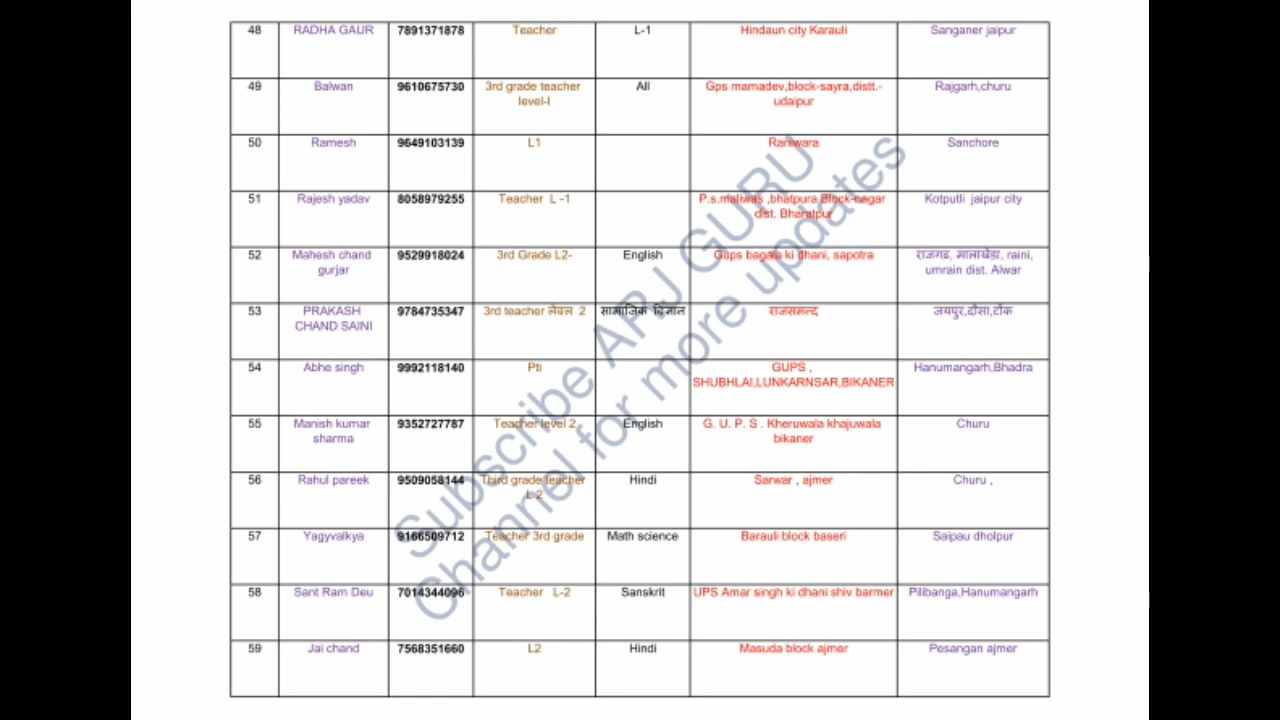 48 RADHA GAUR 7891371878 Teacher L-1 Hindaun city Karauli Sanganer jaipur
49 Balwan 9610675730 3rd grade teacher All Gps mamadev,block-sayra,distt.- Rajgarh,churu
level-I udaipur
50 Ramesh 9649103139 L1 Raniwara Sanchore
51 Rajesh yadav 8058979255 Teacher L -1 P.s.maliwas ,bhatpura Block-nagar Kotputli jaipur city
dist. Bharatpur
52 Mahesh chand 9529918024 3rd Grade L2- English Gups bagara ki dhani, sapotra राजगढ, मालाखेडा, raini,
gurjar umrain dist. Alwar
53 PRAKASH 9784735347 3rd teacher लेवल 2 सामाजिक विज्ञान राजसमन्द जयपुर,दौसा,टोंक
CHAND SAINI
54 Abhe singh 9992118140 Pti GUPS , Hanumangarh,Bhadra
SHUBHLAI,LUNKARNSAR,BIKANER
55 Manish kumar 9352727787 Teacher level 2 English G. U. P. S . Kheruwala khajuwala Churu
sharma bikaner
56 Rahul pareek 9509058144 Third grade teacher Hindi Sarwar , ajmer Churu ,
L 2
57 Yagyvalkya 9166509712 Teacher 3rd grade Math science Barauli block baseri Saipau dholpur
58 Sant Ram Deu 7014344096 Teacher L-2 Sanskrit UPS Amar singh ki dhani shiv barmer Pilibanga,Hanumangarh
59 Jai chand 7568351660 L2 Hindi Masuda block ajmer Pesangan ajmer
Subscribe ARJ GURU
Channel for more updates